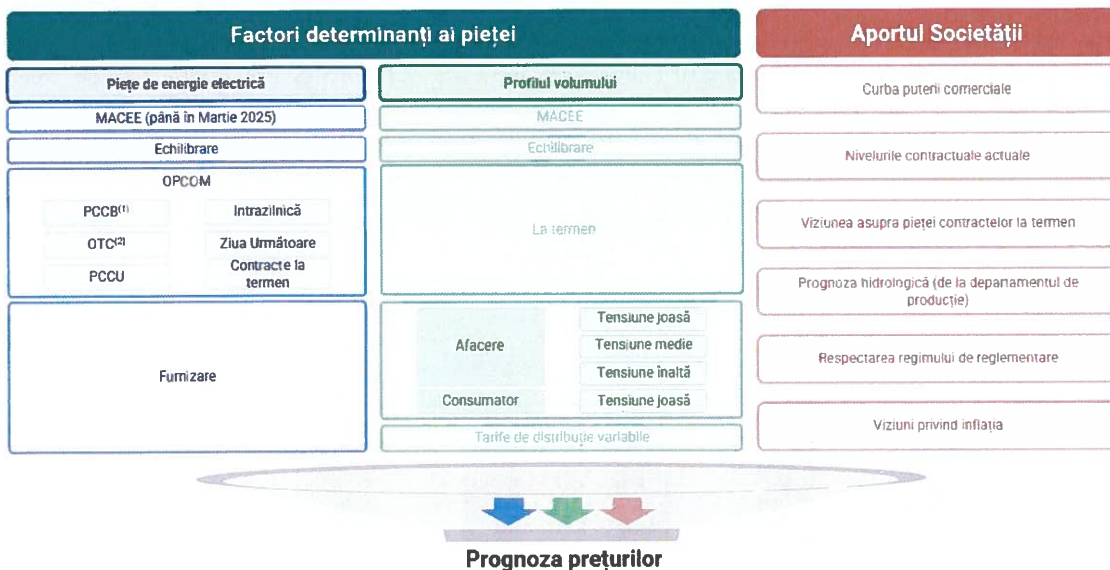 Factori determinanți ai pieței
Aportul Societății
Piețe de energie electrică
Profilul volumului
MACEE (până în Martie 2025)
MACEE
Echilibrare
Echilibrare
OPCOM
PCCB(1)
Intrazilnică
OTC(2)
Ziua Următoare
PCCU
Contracte la
termen
La termen
Furnizare
Afacere
Tensiune joasă
Tensiune medie
Tensiune înaltă
Consumator
Tensiune joasă
Tarife de distribuție variabile
Curba puterii comerciale
Nivelurile contractuale actuale
Viziunea asupra pieței contractelor la termen
Prognoza hidrologică (de la departamentul de
producție)
Respectarea regimului de reglementare
Viziuni privind inflația
Prognoza prețurilor